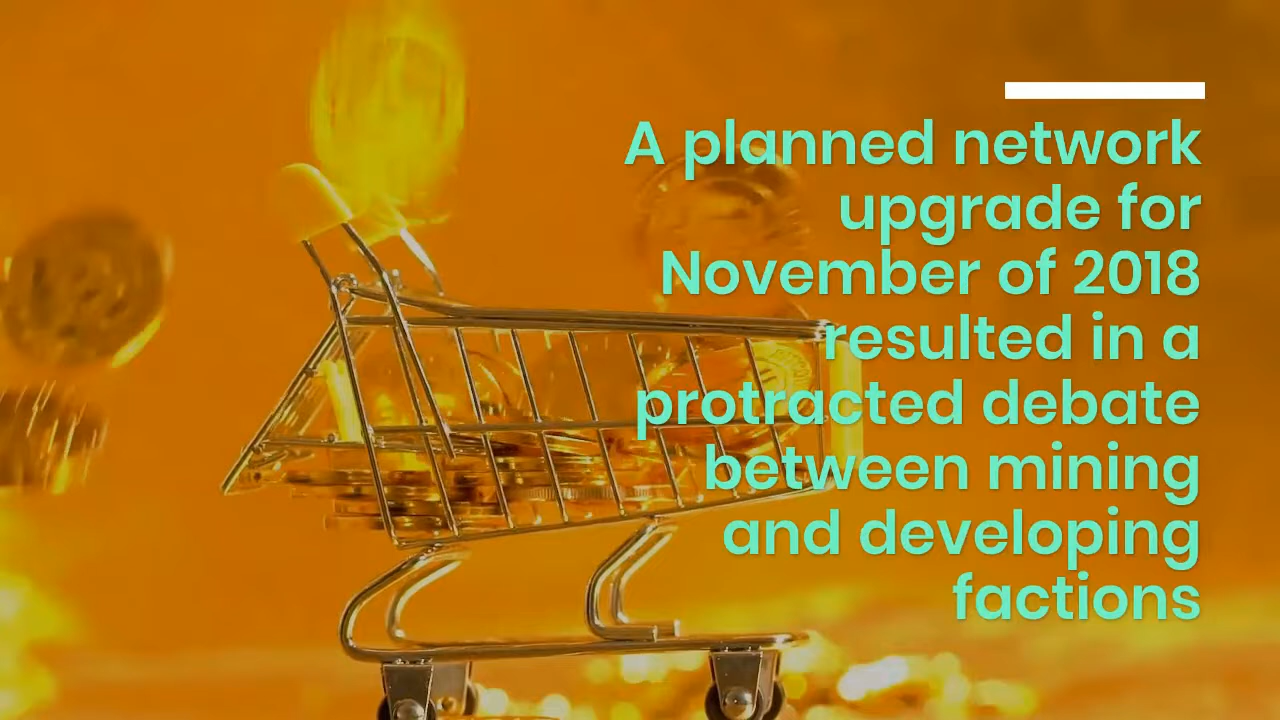 A planned network
upgrade for
November of 2018
resulted in a
protracted debate
between mining
and developing
factions